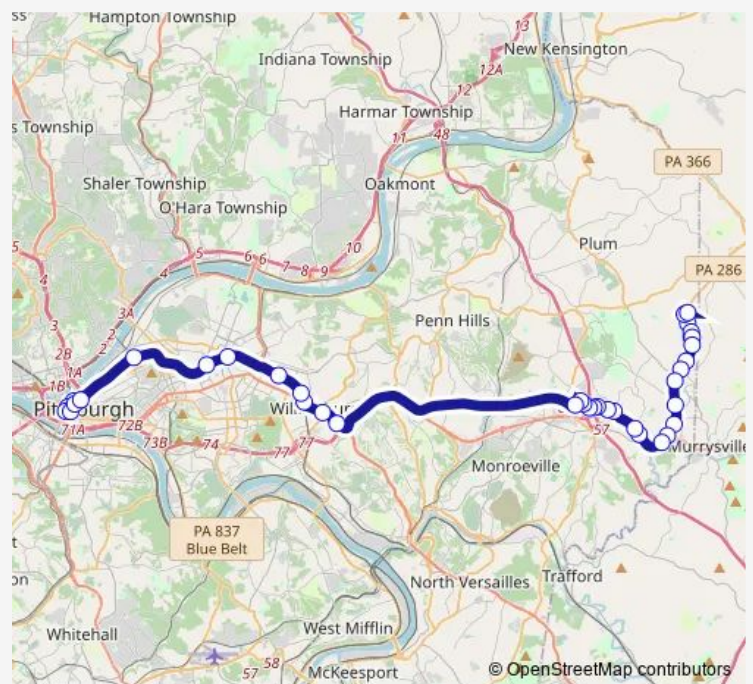 Hampton Township
New Kensington
13
Indiana Township
12A
12
Harmar Township
11
48
s Township
PA 366
Shaler Township
Oakmont
O'Hara Township
10
Plum
5
4
5
6
6
7
8
9
4
PA 286
3
3A
2
2
Penn Hills
2B
1A
1B
Pittsburgh
71A
72B
73B
74
77
77
57
Murrysville
Monroeville
PA 837
Blue Belt
North Versailles
Trafford
Whitehall
West Mifflin
58
57
McKeesport
© OpenStreetMap contributors